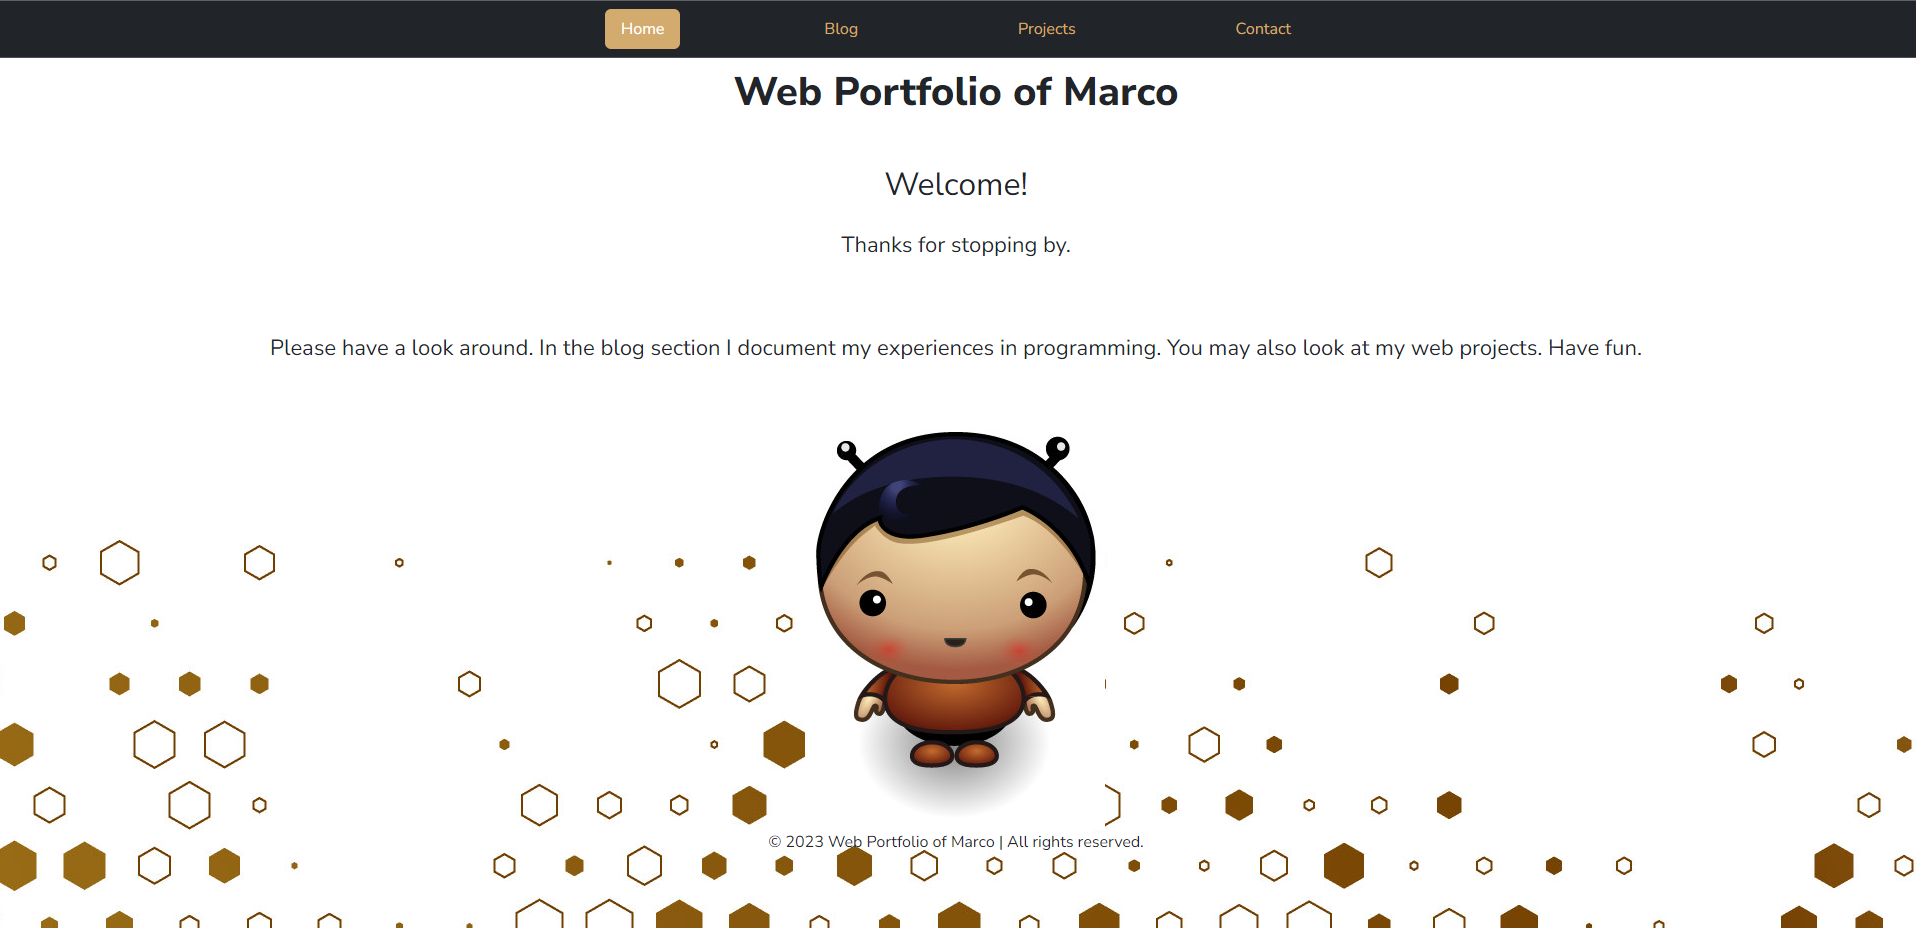 Home Blog Projects Contact
Web Portfolio of Marco
Welcome!
Thanks for stopping by.
Please have a look around. In the blog section I document my experiences in programming. You may also look at my web projects. Have fun.
© 2023 Web Portfolio of Marco | All rights reserved.